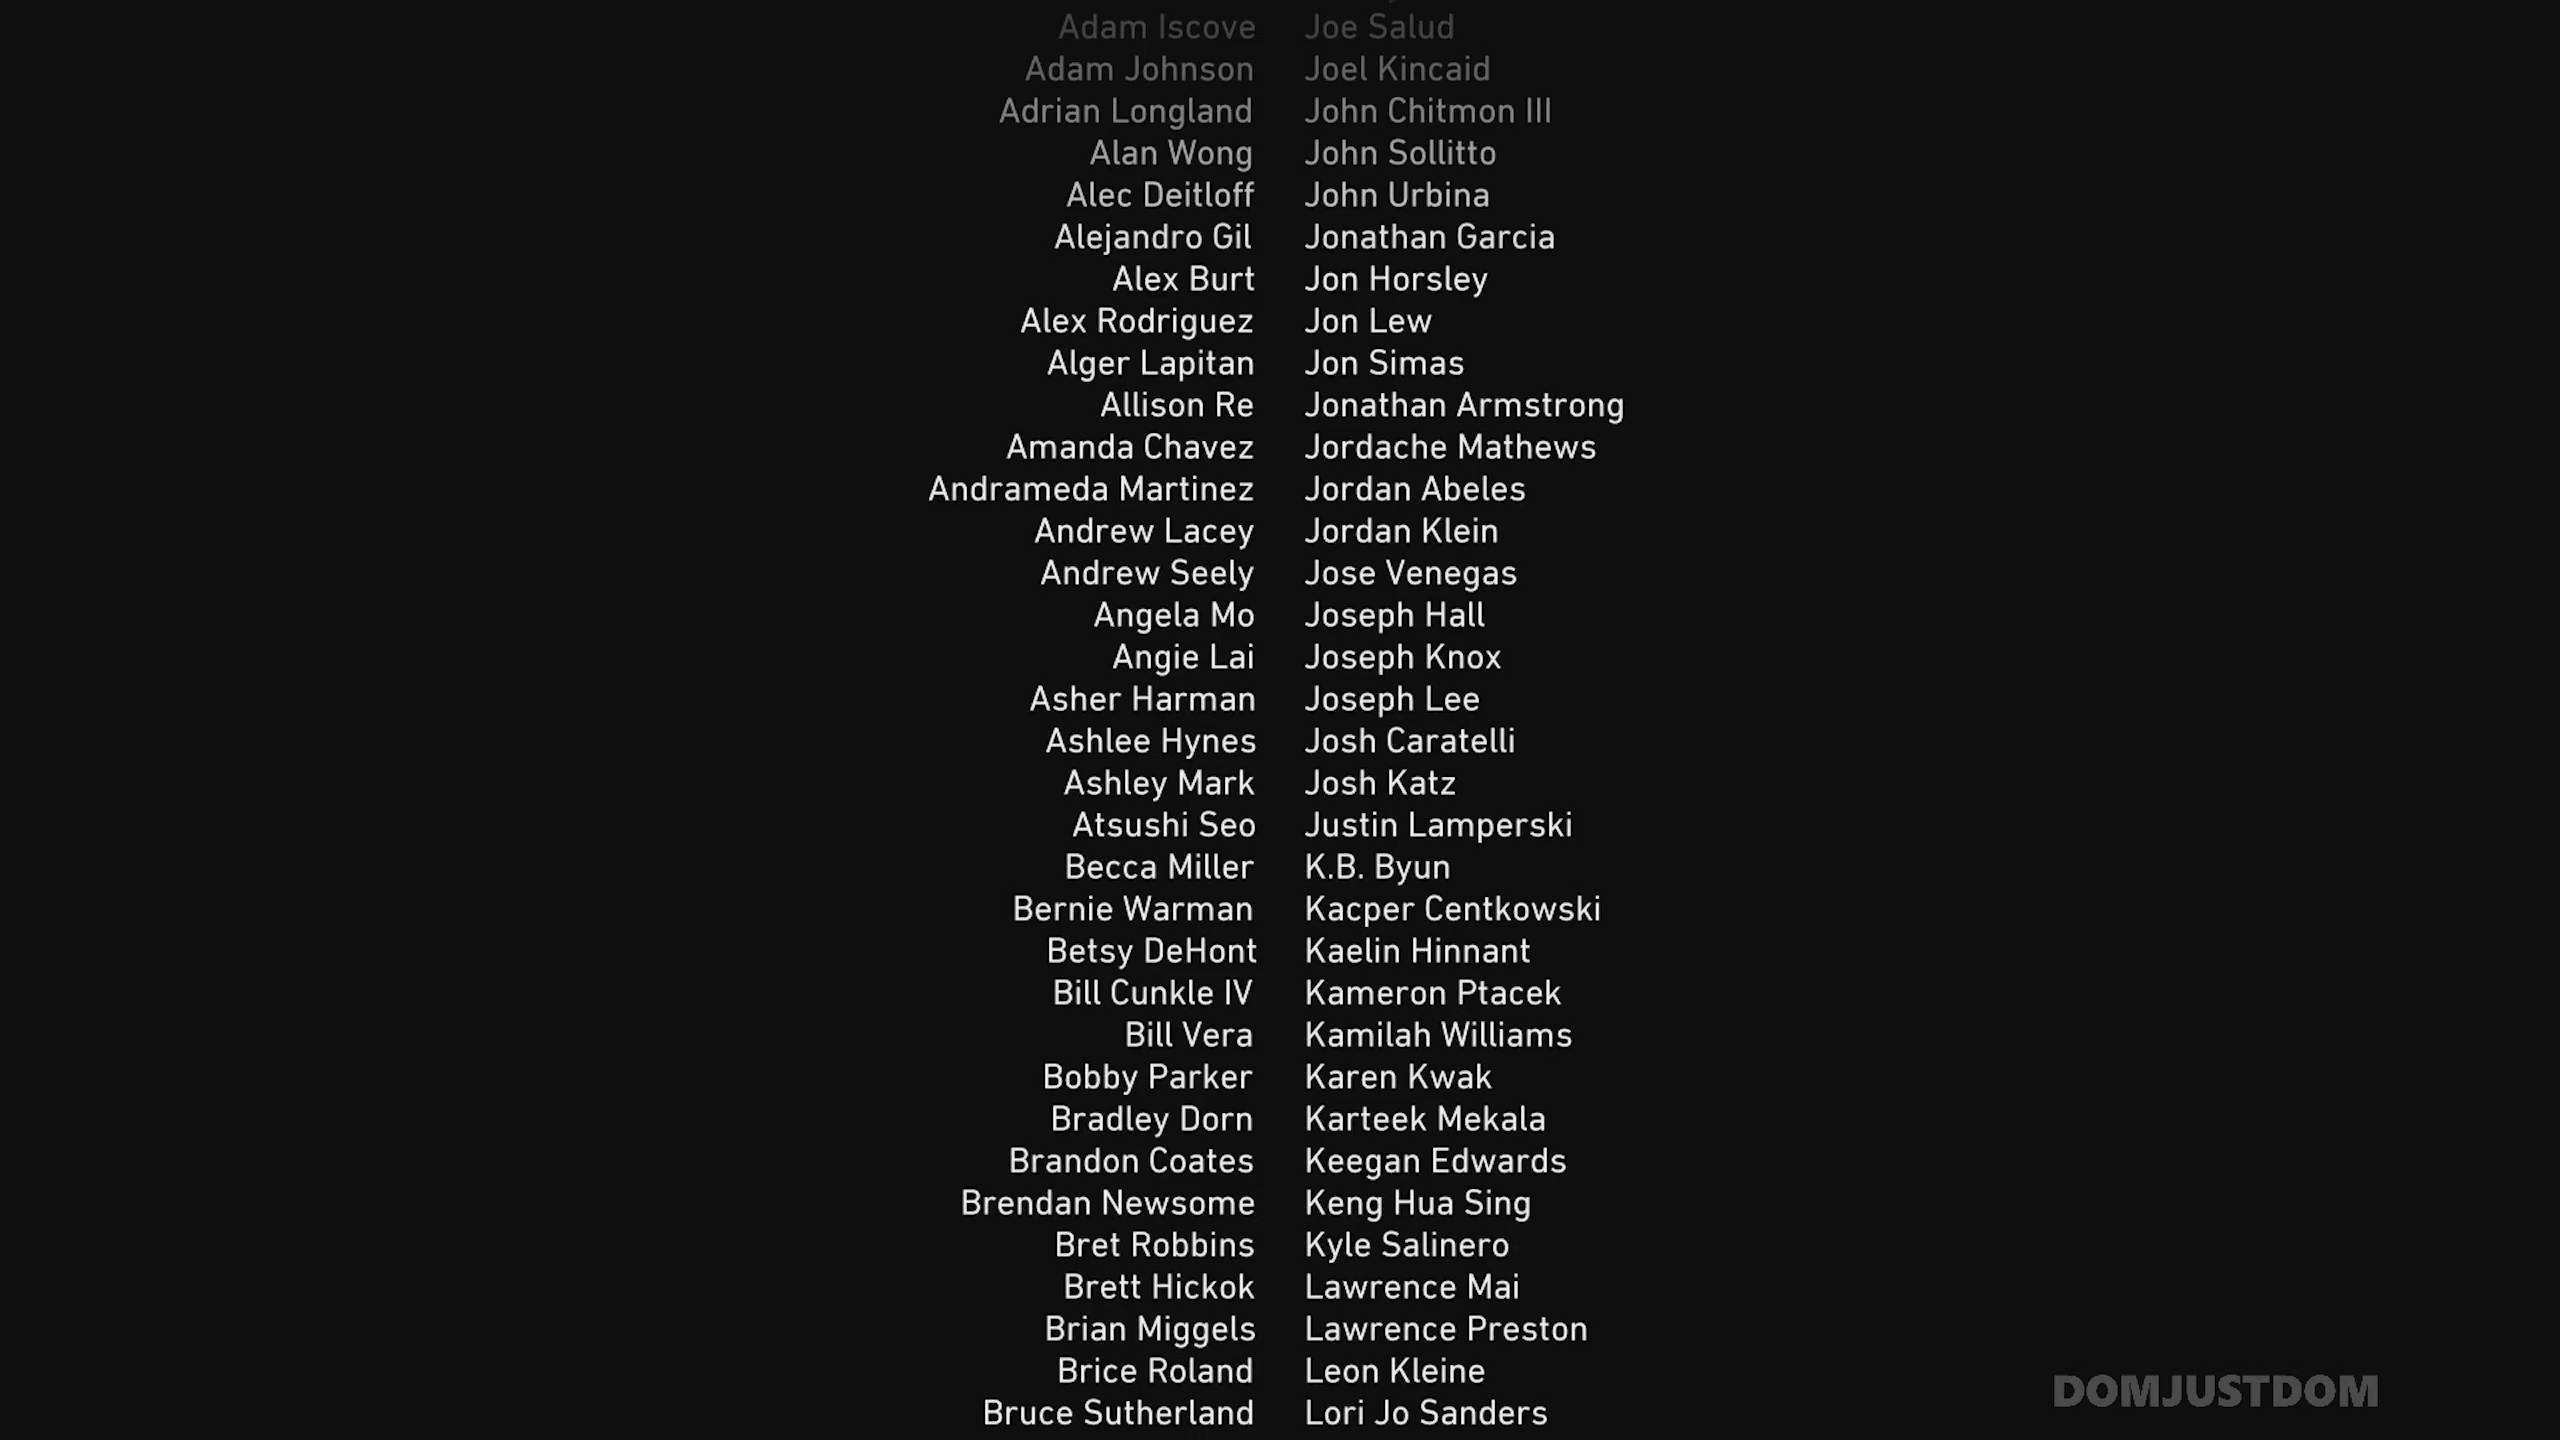 Adam Iscove Joe Salud
Adam Johnson Joel Kincaid
Adrian Longland John Chitmon III
Alan Wong John Sollitto
Alec Deitloff John Urbina
Alejandro Gil Jonathan Garcia
Alex Burt Jon Horsley
Alex Rodriguez Jon Lew
Alger Lapitan Jon Simas
Allison Re Jonathan Armstrong
Amanda Chavez Jordache Mathews
Andrameda Martinez Jordan Abeles
Andrew Lacey Jordan Klein
Andrew Seely Jose Venegas
Angela Mo Joseph Hall
Angie Lai Joseph Knox
Asher Harman Joseph Lee
Ashlee Hynes Josh Caratelli
Ashley Mark Josh Katz
Atsushi Seo Justin Lamperski
Becca Miller K.B. Byun
Bernie Warman Kacper Centkowski
Betsy DeHont Kaelin Hinnant
Bill Cunkle IV Kameron Ptacek
Bill Vera Kamilah Williams
Bobby Parker Karen Kwak
Bradley Dorn Karteek Mekala
Brandon Coates Keegan Edwards
Brendan Newsome Keng Hua Sing
Bret Robbins Kyle Salinero
Brett Hickok Lawrence Mai
Brian Miggels Lawrence Preston
Brice Roland Leon Kleine
Bruce Sutherland Lori Jo Sanders
DOMJUSTDOM